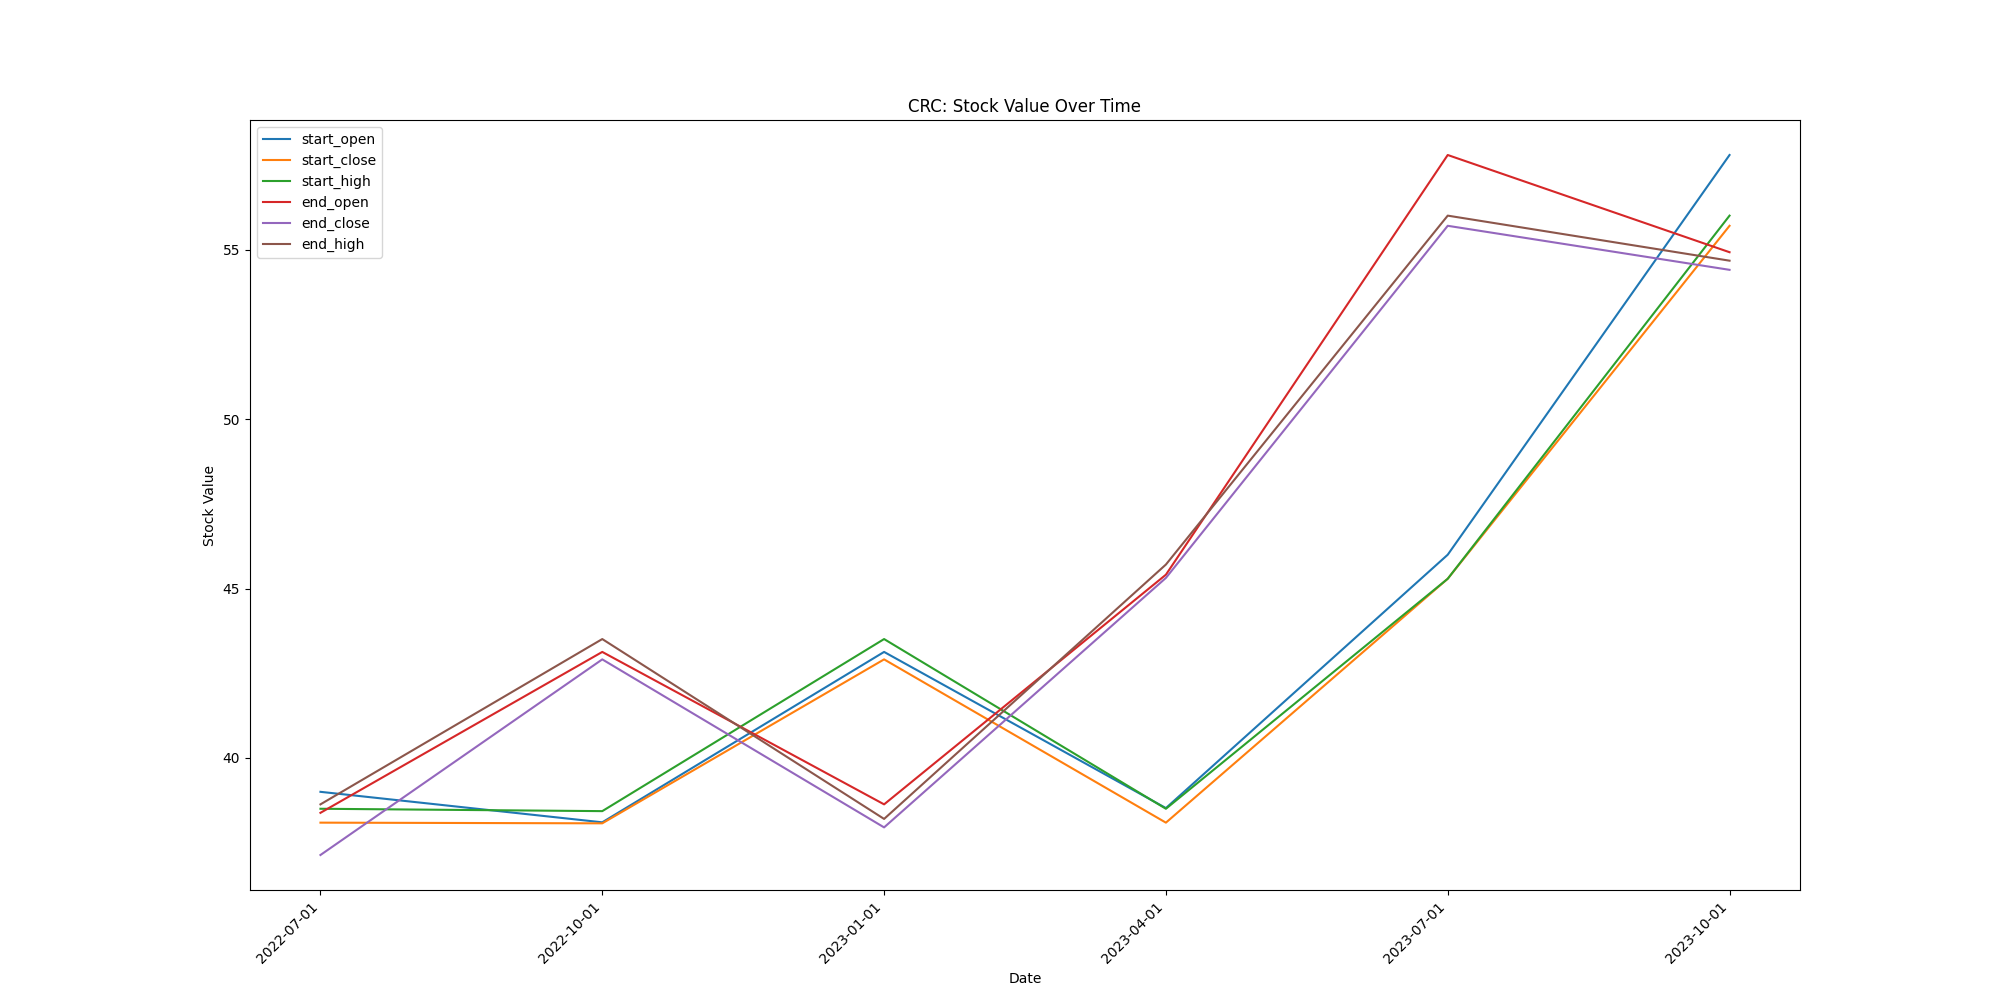 CRC: Stock Value Over Time
start_open
start_close
start_high
end_open
end_close
end_high
55
50
45
40
Stock Value
2022-07-01
2022-10-01
2023-01-01
2023-04-01
2023-07-01
2023-10-01
Date